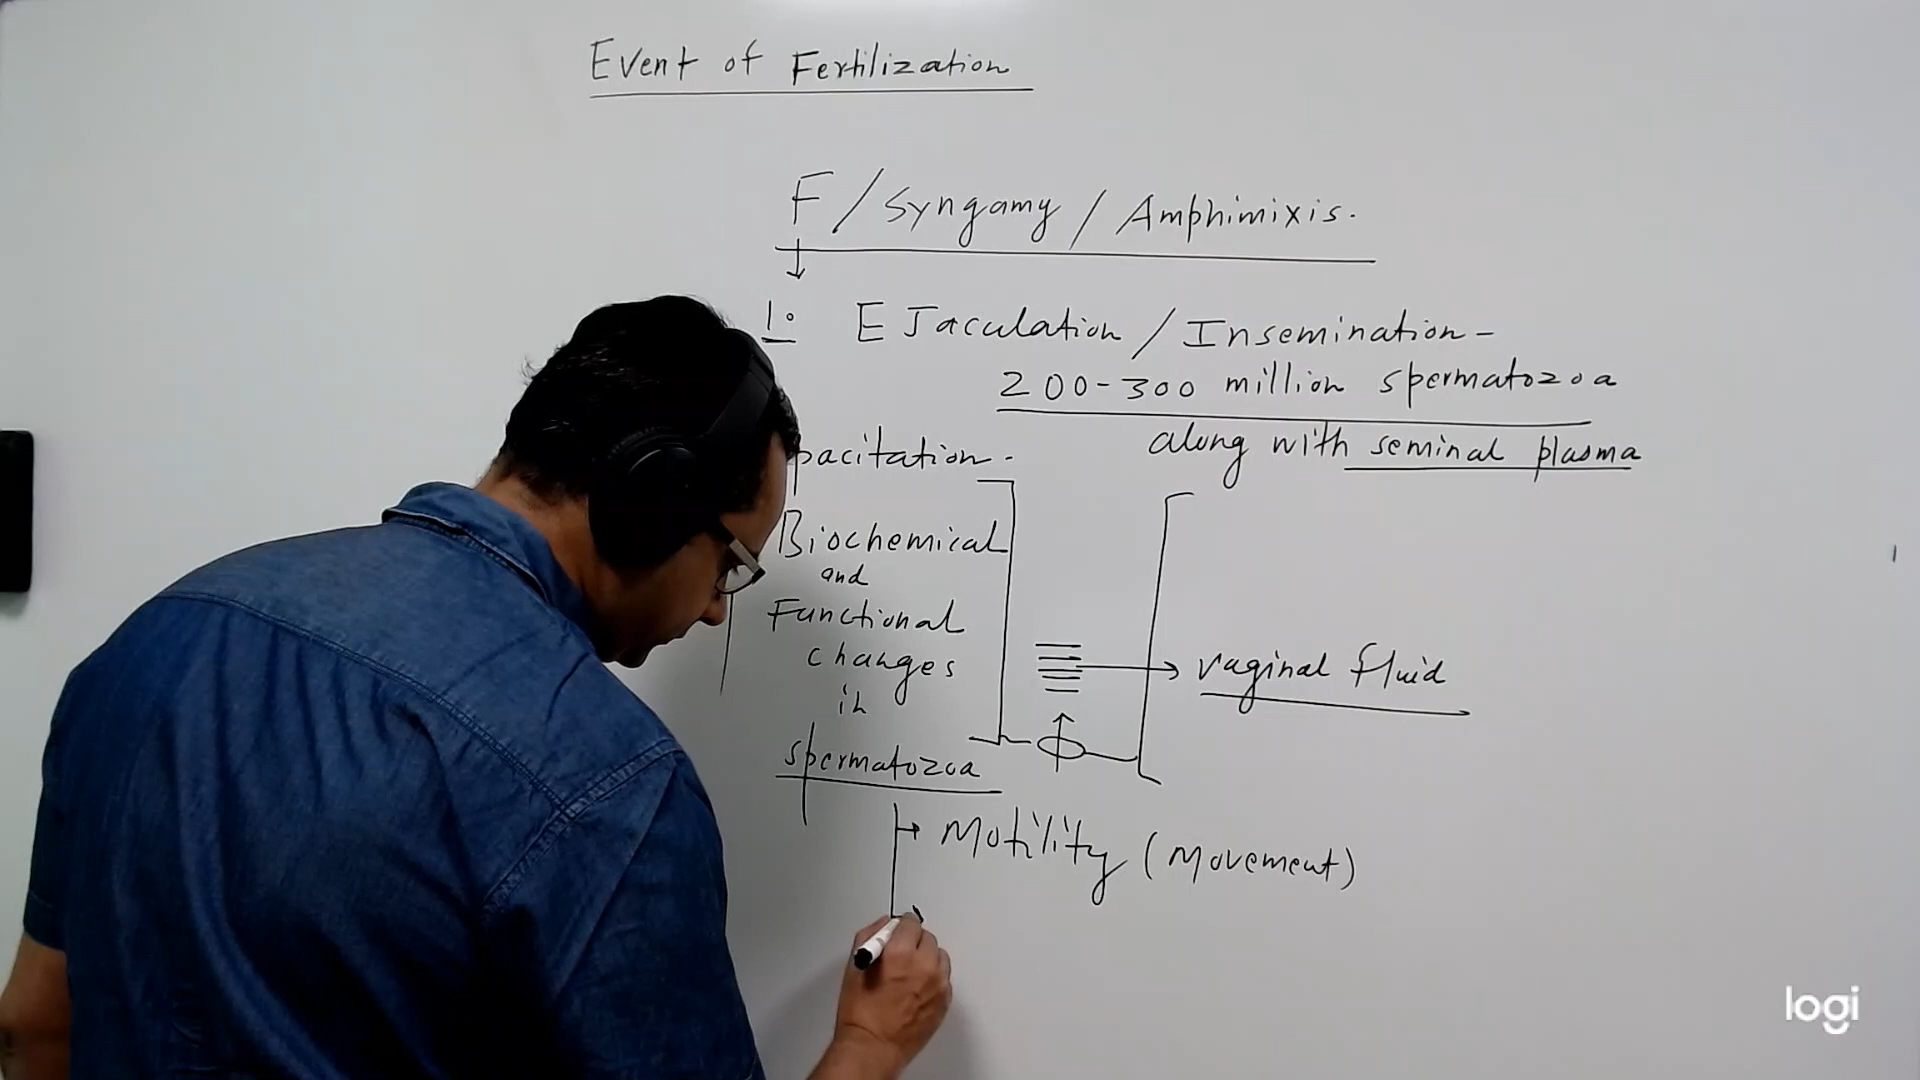 Event of Fertilization
F / Syngamy / Amphimixis.
1. EJaculation / Insemination -
200-300 million spermatozoa
along with seminal plasma
pacitation -
Biochemical
and
Functional
changes
in
spermatozoa
vaginal fluid
Motility (Movement)
logi